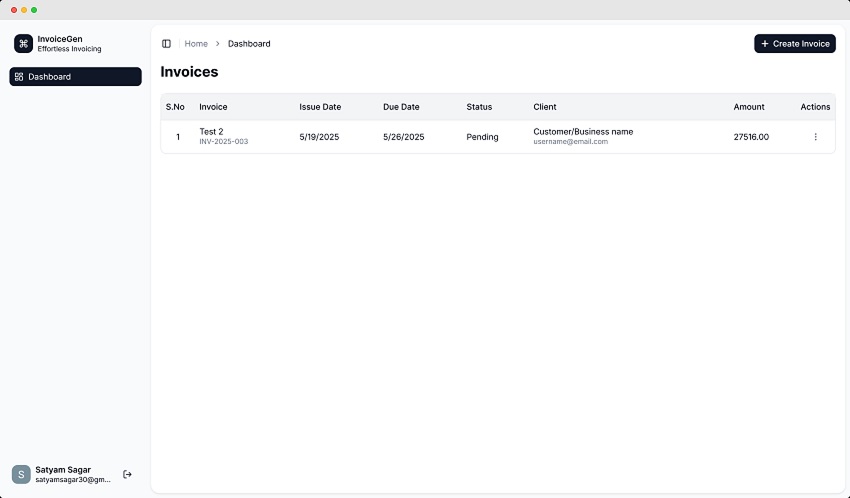 InvoiceGen
Effortless Invoicing
Dashboard
Home > Dashboard
+ Create Invoice
Invoices
S.No Invoice Issue Date Due Date Status Client Amount Actions
1 Test 2 5/19/2025 5/26/2025 Pending Customer/Business name 27516.00
INV-2025-003 username@email.com
S Satyam Sagar
satyamsagar30@gm...